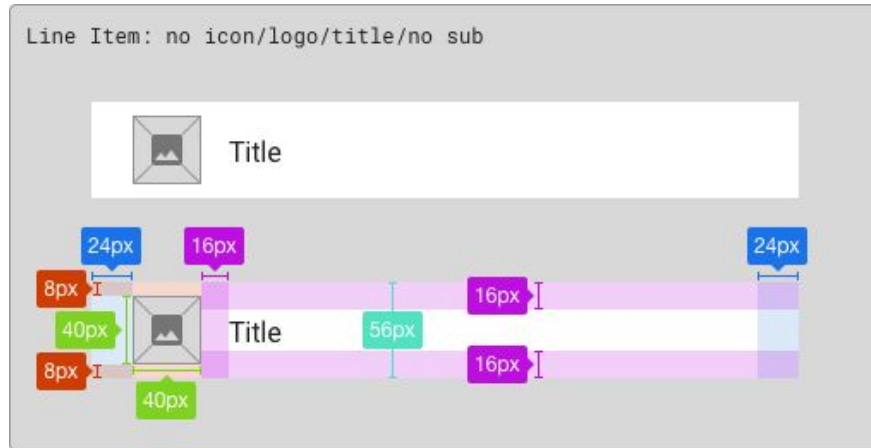 Line Item: no icon/logo/title/no sub
Title
24px
16px
24px
8px
16px
40px
Title
56px
8px
16px
40px